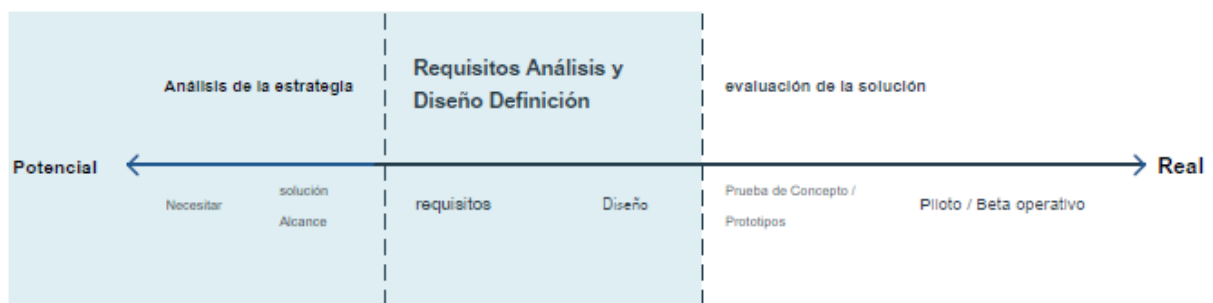 Análisis de la estrategia
Requisitos Análisis y
Diseño Definición
evaluación de la solución
Potencial
Real
Necesitar
solución
Alcance
requisitos
Diseño
Prueba de Concepto /
Prototipos
Piloto / Beta operativo